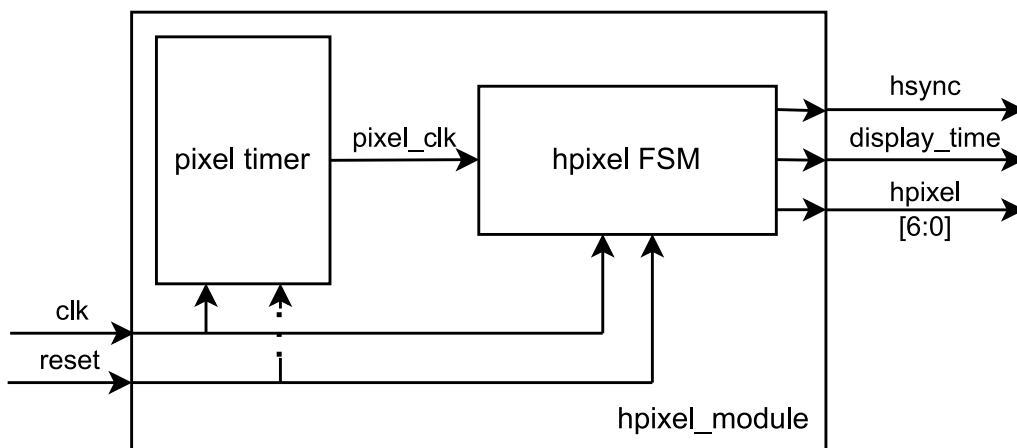 hsync
pixel_clk
display_time
pixel timer
hpixel FSM
hpixel
[6:0]
clk
reset
hpixel_module